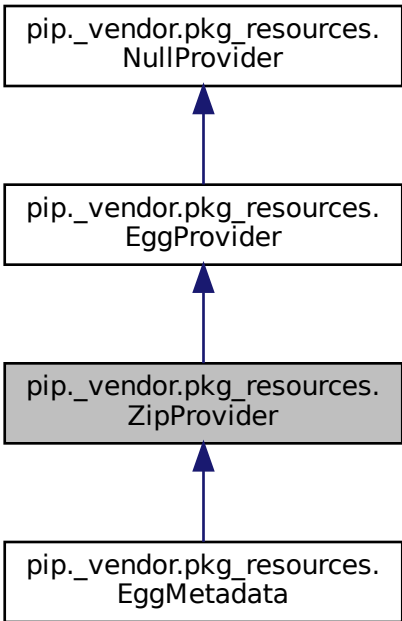 pip._vendor.pkg_resources.
NullProvider
pip._vendor.pkg_resources.
EggProvider
pip._vendor.pkg_resources.
ZipProvider
pip._vendor.pkg_resources.
EggMetadata